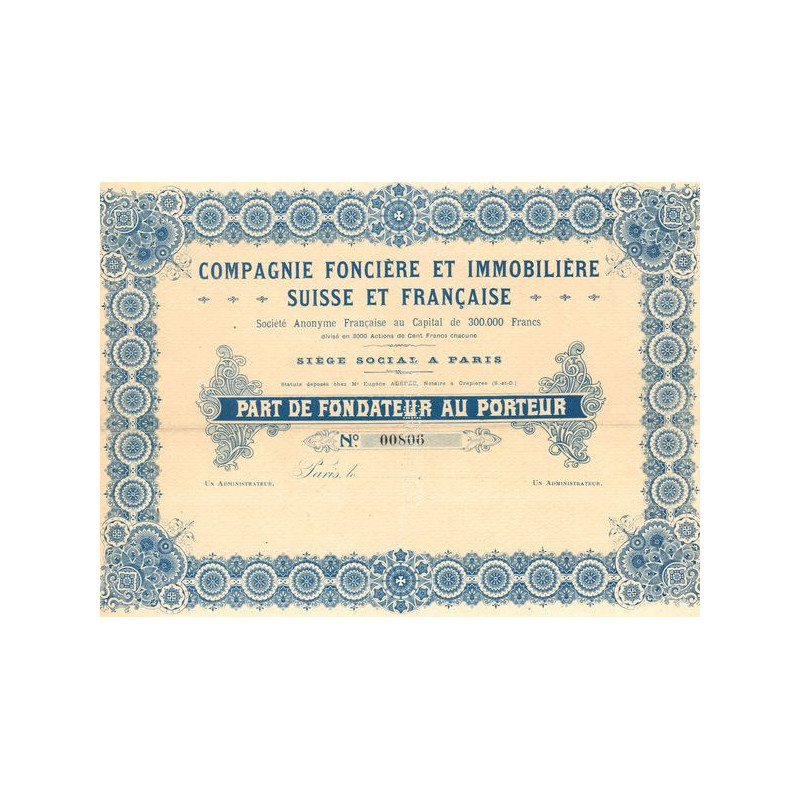 COMPAGNIE FONCIÈRE ET IMMOBILIÈRE
SUISSE ET FRANÇAISE
Société Anonyme Française au Capital de 300.000 Francs
divisé en 3000 Actions de Cent Francs chacune
SIÈGE SOCIAL A PARIS
Statuts déposés chez Me Eugène Notaire à Crespières (S.-et-O.)
PART DE FONDATEUR AU PORTEUR
No. 00806
Paris, le
UN ADMINISTRATEUR, UN ADMINISTRATEUR,